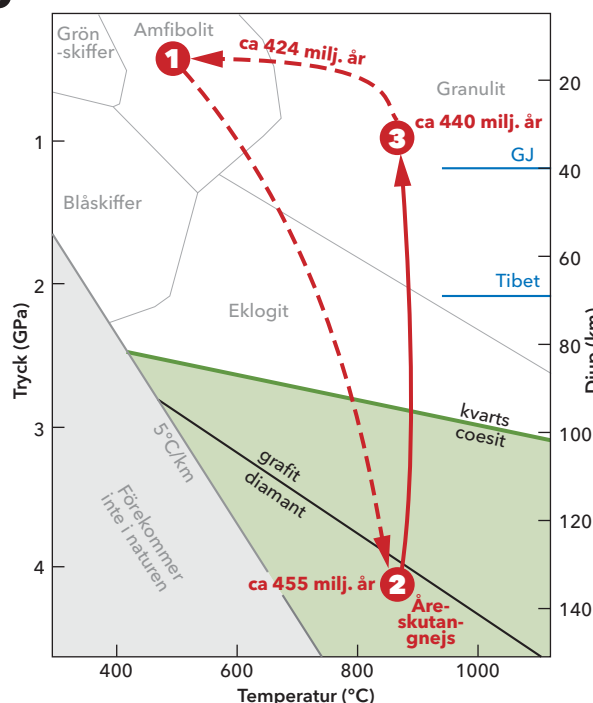 Grön
-skiffer
Amfibolit
1
ca 424 milj. år
Granulit
ca 440 milj. år
3
GJ
Blåskiffer
Tibet
Eklogit
kvarts
coesit
5°C/km
grafit
diamant
Förekommer
inte i naturen
ca 455 milj. år
2
Åre-
skutan-
gnejs
Tryck (GPa)
1
2
3
4
20
40
60
80
100
120
140
Djup (km)
400
600
800
1000
Temperatur (°C)